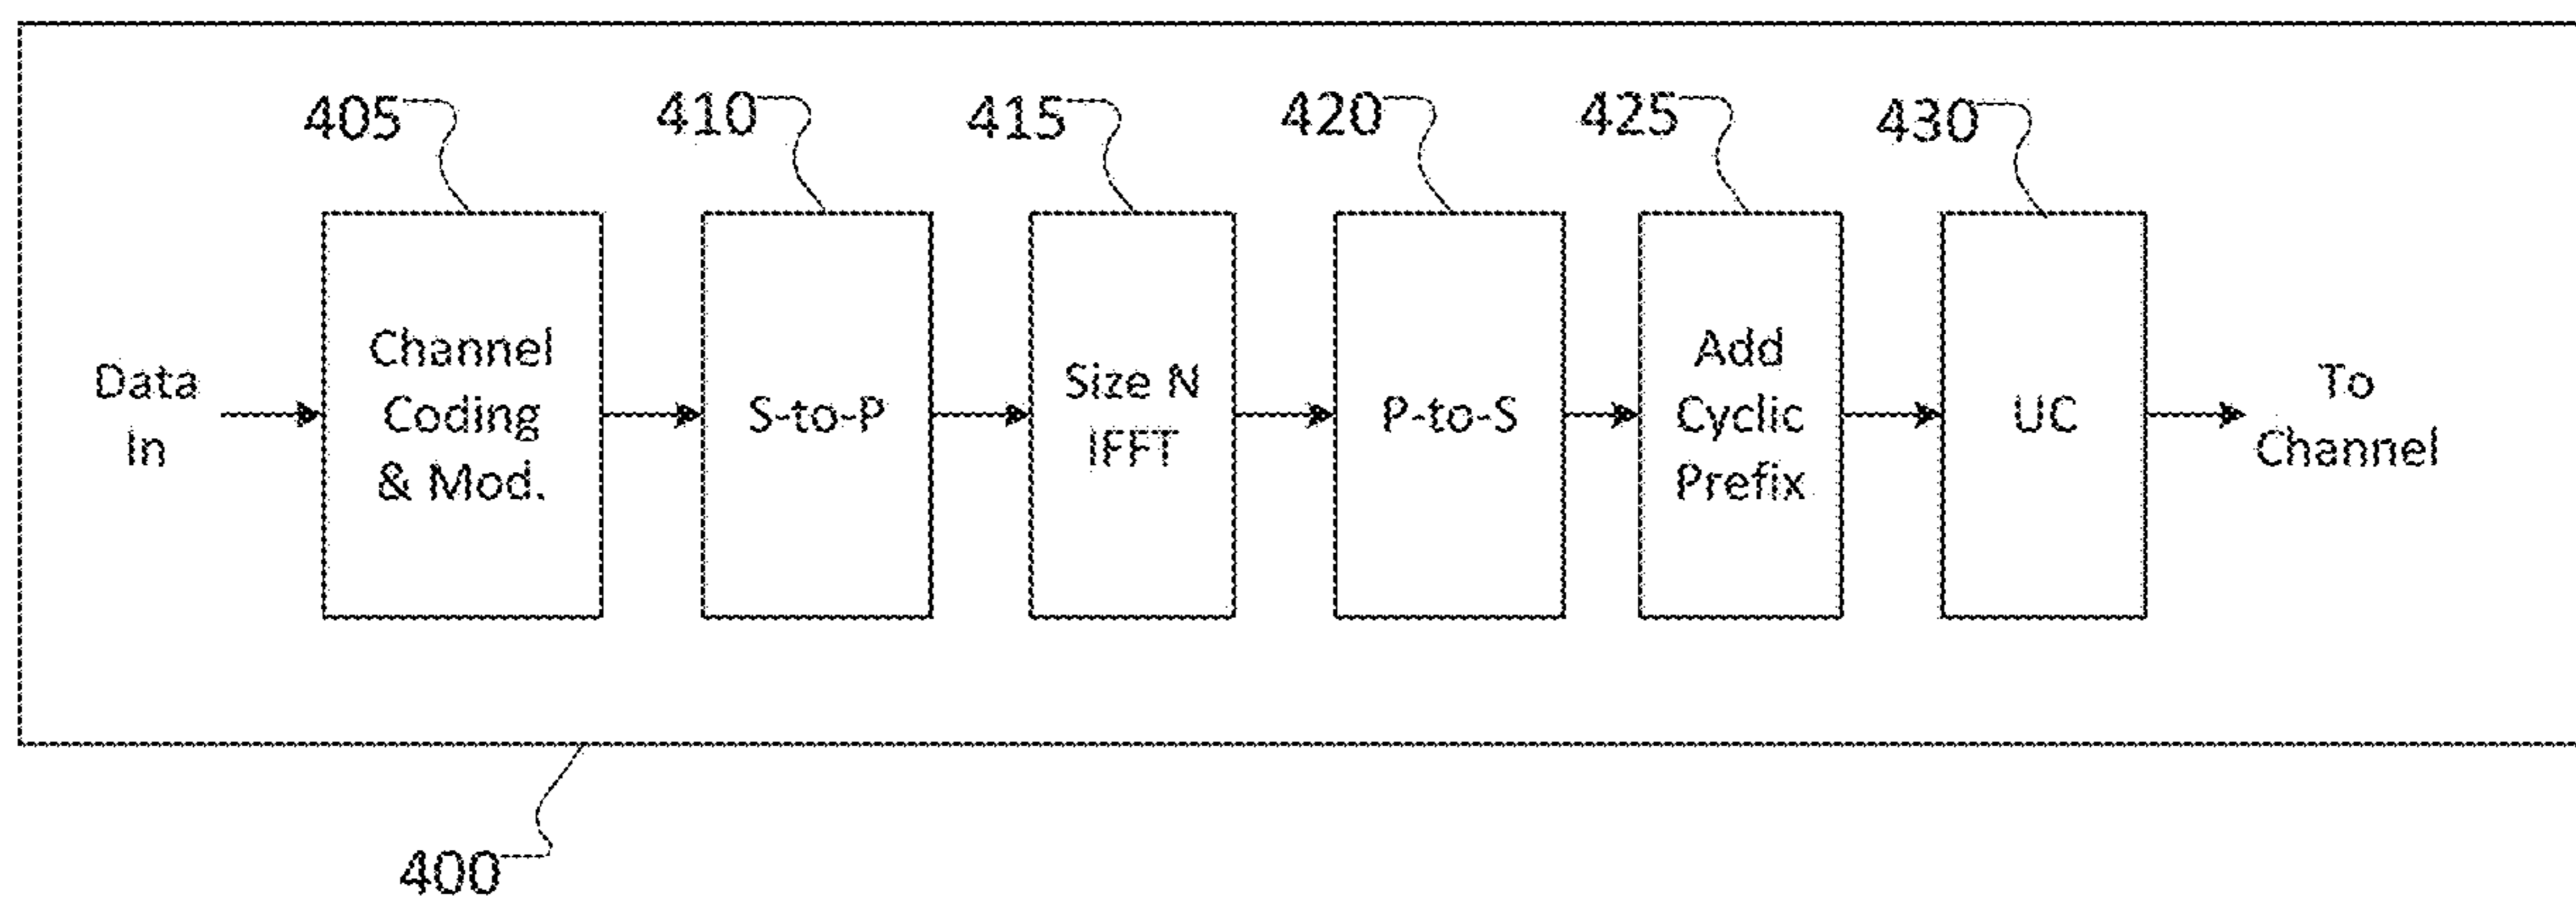 405
410
415
420
425
430
Data
In
Channel
Coding
& Mod.
S-to-P
Size N
IFFT
P-to-S
Add
Cyclic
Prefix
UC
To
Channel
400